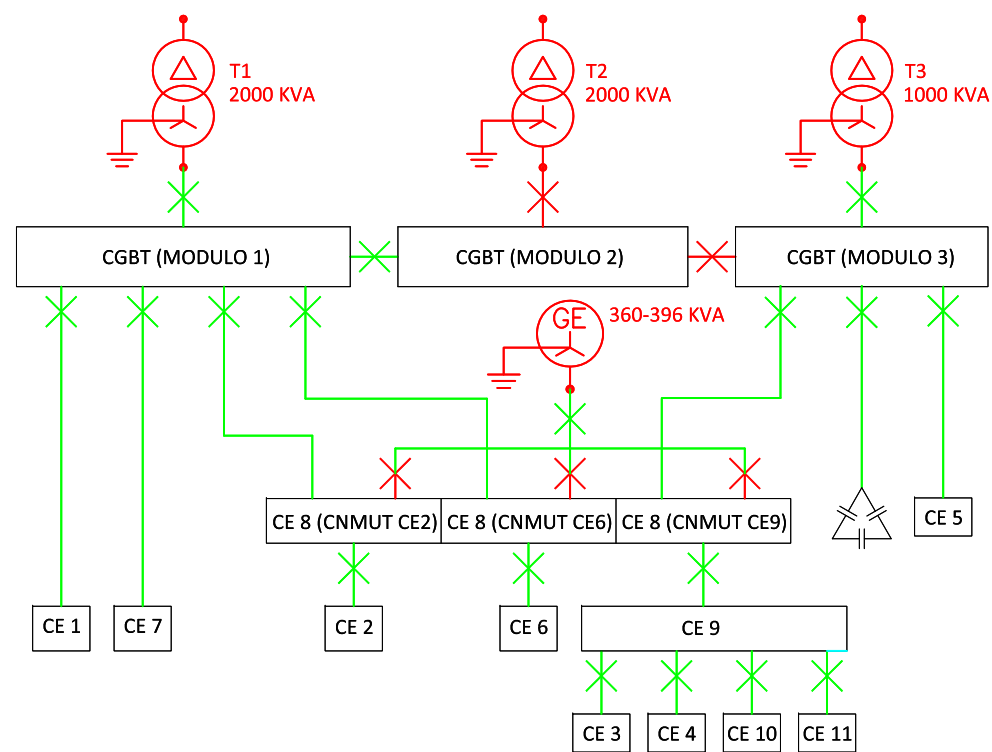 T1
2000 KVA
T2
2000 KVA
T3
1000 KVA
CGBT (MODULO 1)
CGBT (MODULO 2)
CGBT (MODULO 3)
GE
360-396 KVA
CE 8 (CNMUT CE2)
CE 8 (CNMUT CE6)
CE 8 (CNMUT CE9)
CE 5
CE 1
CE 7
CE 2
CE 6
CE 9
CE 3
CE 4
CE 10
CE 11